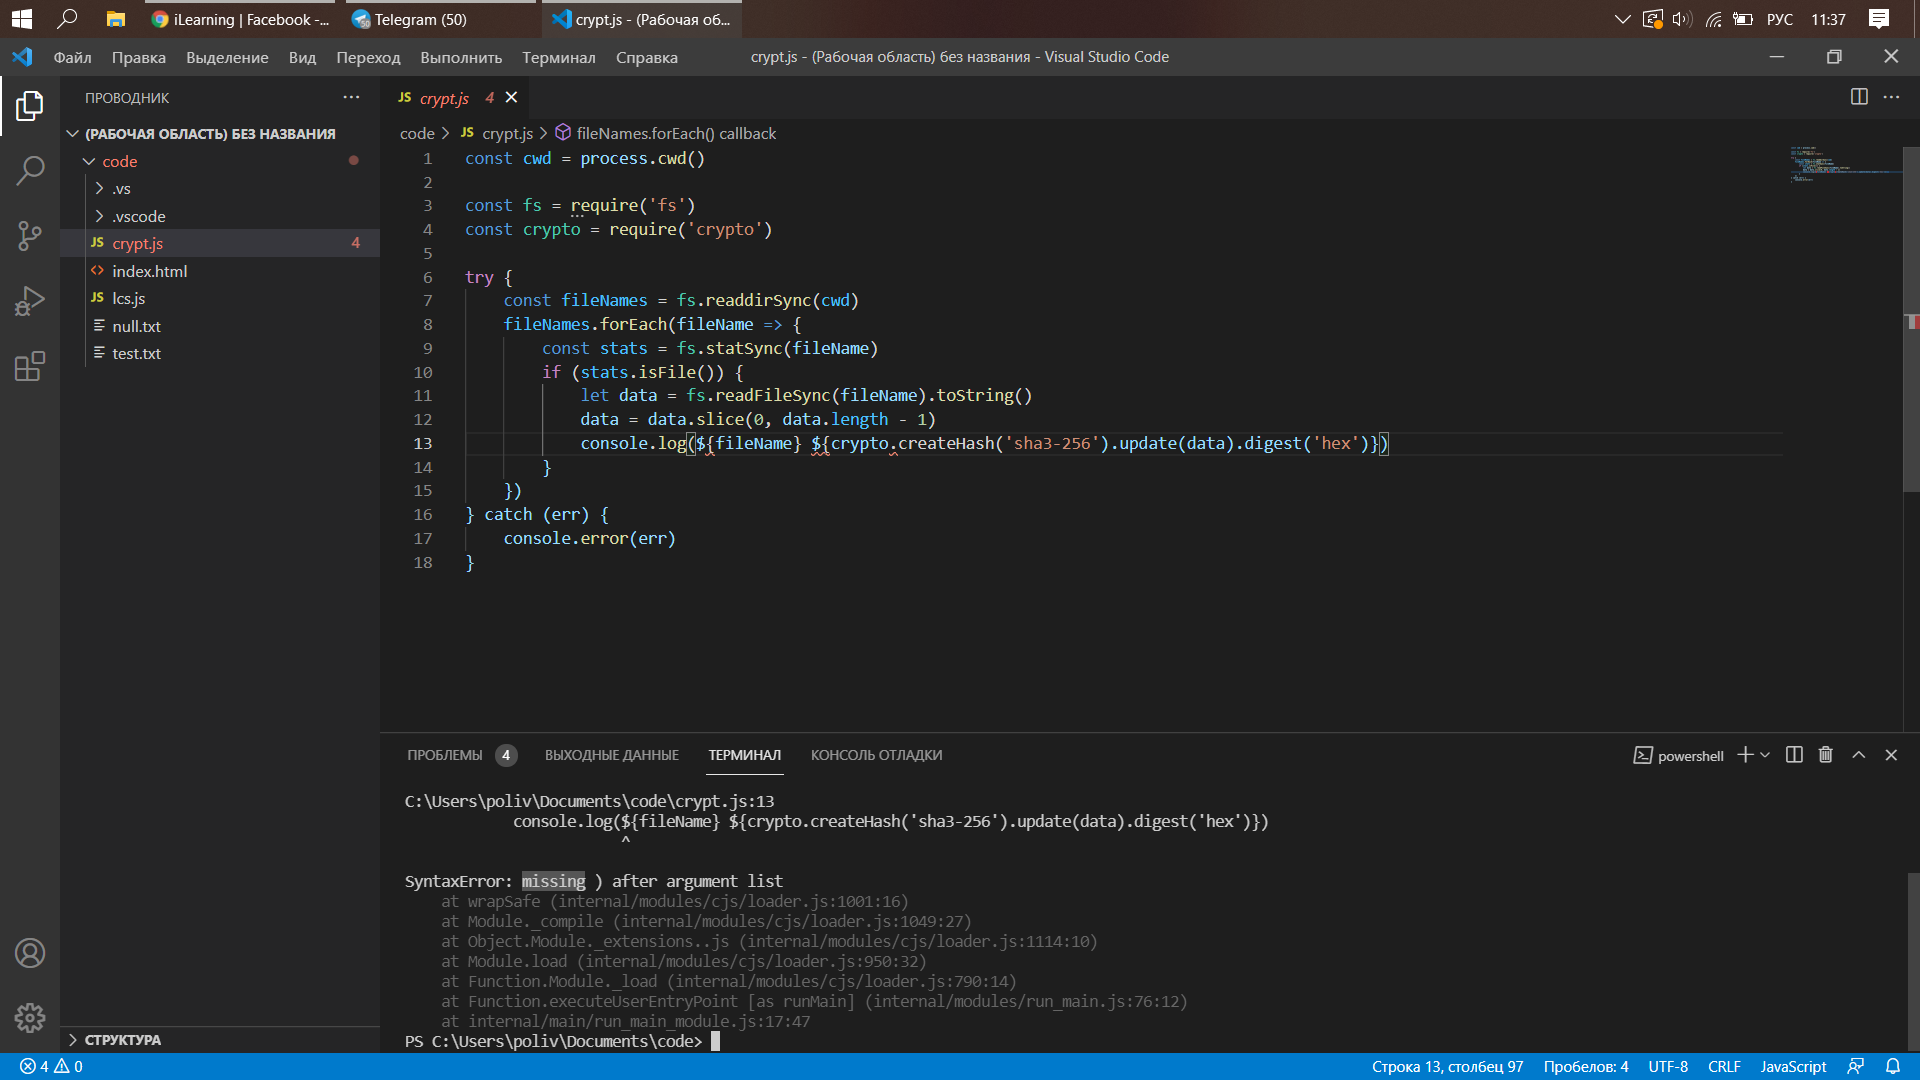 iLearning | Facebook -...
Telegram (50)
crypt.js - (Рабочая об...
РУС
11:37
Файл
Правка
Выделение
Вид
Переход
Выполнить
Терминал
Справка
crypt.js - (Рабочая область) без названия - Visual Studio Code
ПРОВОДНИК
(РАБОЧАЯ ОБЛАСТЬ) БЕЗ НАЗВАНИЯ
code
.vs
.vscode
JS crypt.js 4
index.html
JS lcs.js
null.txt
test.txt
СТРУКТУРА
JS crypt.js 4
code > JS crypt.js > fileNames.forEach() callback
1 const cwd = process.cwd()
2
3 const fs = require('fs')
4 const crypto = require('crypto')
5
6 try {
7 const fileNames = fs.readdirSync(cwd)
8 fileNames.forEach(fileName => {
9 const stats = fs.statSync(fileName)
10 if (stats.isFile()) {
11 let data = fs.readFileSync(fileName).toString()
12 data = data.slice(0, data.length - 1)
13 console.log(${fileName} ${crypto.createHash('sha3-256').update(data).digest('hex')})
14 }
15 })
16 } catch (err) {
17 console.error(err)
18 }
ПРОБЛЕМЫ 4
ВЫХОДНЫЕ ДАННЫЕ
ТЕРМИНАЛ
КОНСОЛЬ ОТЛАДКИ
powershell
C:\Users\poliv\Documents\code\crypt.js:13
console.log(${fileName} ${crypto.createHash('sha3-256').update(data).digest('hex')})
^
SyntaxError: missing ) after argument list
at wrapSafe (internal/modules/cjs/loader.js:1001:16)
at Module._compile (internal/modules/cjs/loader.js:1049:27)
at Object.Module._extensions..js (internal/modules/cjs/loader.js:1114:10)
at Module.load (internal/modules/cjs/loader.js:950:32)
at Function.Module._load (internal/modules/cjs/loader.js:790:14)
at Function.executeUserEntryPoint [as runMain] (internal/modules/run_main.js:76:12)
at internal/main/run_main_module.js:17:47
PS C:\Users\poliv\Documents\code>
4 0
Строка 13, столбец 97
Пробелов: 4
UTF-8
CRLF
JavaScript